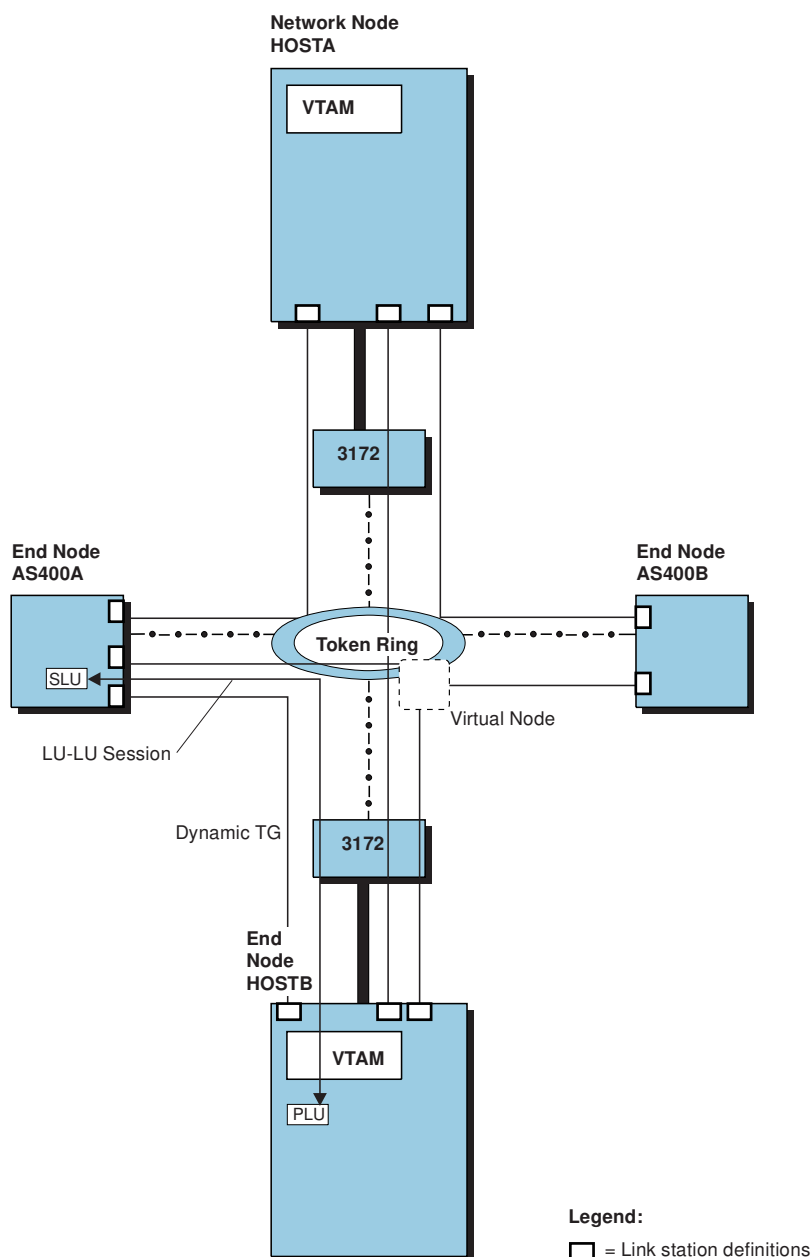 Network Node
HOSTA
VTAM
3172
End Node
AS400A
End Node
AS400B
Token Ring
SLU
Virtual Node
LU-LU Session
Dynamic TG
3172
End
Node
HOSTB
VTAM
PLU
Legend:
= Link station definitions